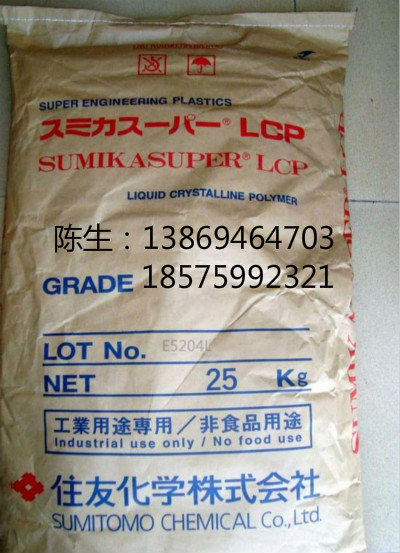 SUPER ENGINEERING PLASTICS
スミカスーパー® LCP
SUMIKASUPER® LCP
LIQUID CRYSTALLINE POLYMER
陈生：13869464703
18575992321
GRADE
LOT No. E5204L
NET 25 Kg
工業用途専用／非食品用途
Industrial use only / No food use
住友化学株式会社
SUMITOMO CHEMICAL Co., Ltd.